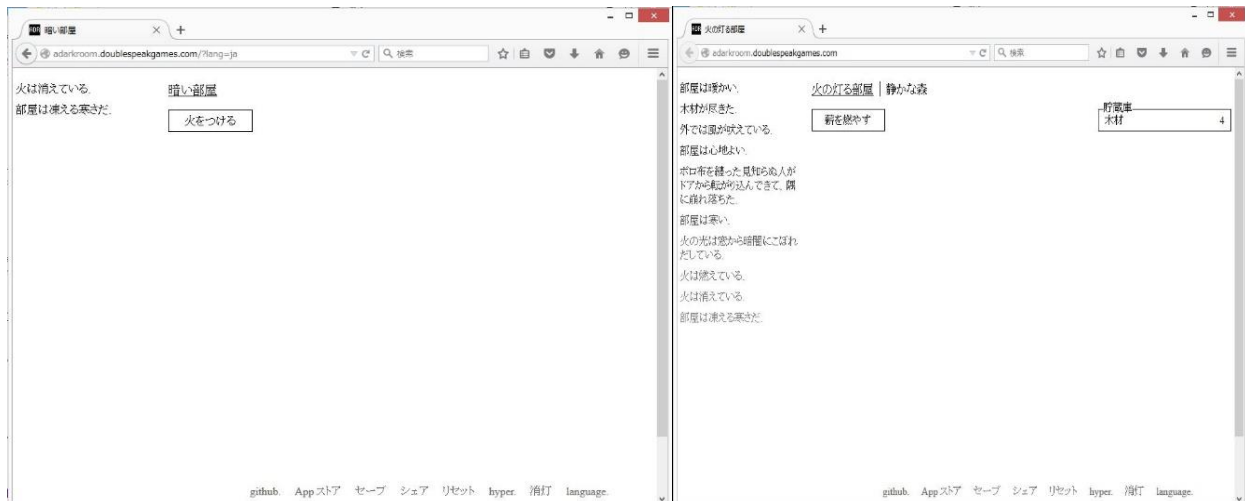 暗い部屋
adarkroom.doublespeakgames.com/?lang=ja
検索
火は消えている.
部屋は凍える寒さだ.
暗い部屋
火をつける
github. Appストア セーブ シェア リセット hyper. 消灯 language.
火の灯る部屋
adarkroom.doublespeakgames.com
検索
部屋は暖かい.
木材が尽きた.
外では風が吠えている.
部屋は心地よい.
ボロ布を纏った見知らぬ人が
ドアから転がり込んできて、隅
に崩れ落ちた.
部屋は寒い.
火の光は窓から暗闇にこぼれ
だしている.
火は燃えている.
火は消えている.
部屋は凍える寒さだ.
火の灯る部屋 静かな森
薪を燃やす
貯蔵庫
木材 4
github. Appストア セーブ シェア リセット hyper. 消灯 language.